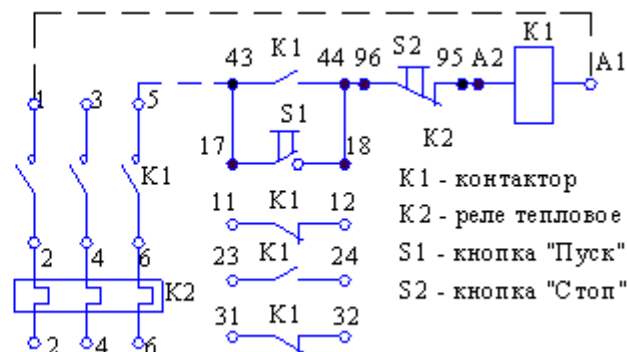 K1
43 K1 44 96 S2 95 A2 A1
1 3 5
S1
17 18
K2
K1
K1 - контактор
11 K1 12
K2 - реле тепловое
2 4 6
23 K1 24
S1 - кнопка "Пуск"
K2
S2 - кнопка "Стоп"
31 K1 32
2 4 6